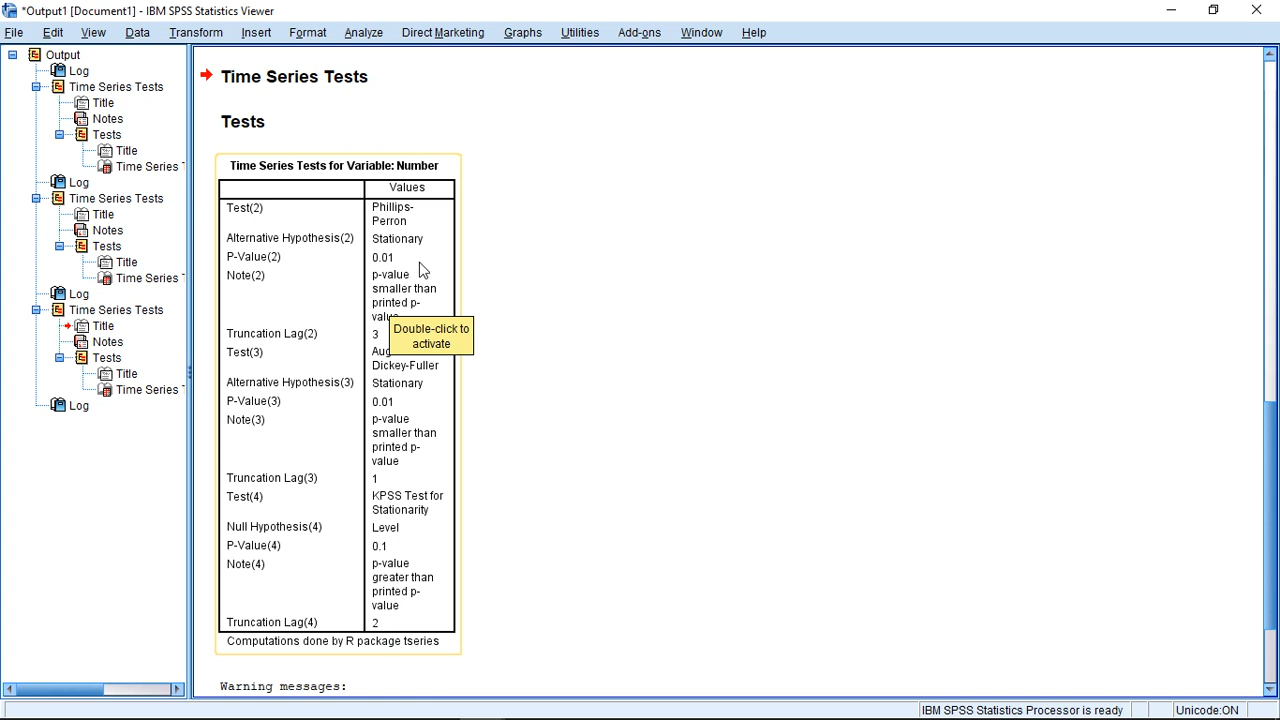 *Output1 [Document1] - IBM SPSS Statistics Viewer
File Edit View Data Transform Insert Format Analyze Direct Marketing Graphs Utilities Add-ons Window Help
Output
Log
Time Series Tests
Title
Notes
Tests
Title
Time Series
Log
Time Series Tests
Title
Notes
Tests
Title
Time Series
Log
Time Series Tests
Title
Notes
Tests
Title
Time Series
Log
Time Series Tests
Tests
Time Series Tests for Variable: Number
Values
Test(2) Phillips-
Perron
Alternative Hypothesis(2) Stationary
P-Value(2) 0.01
Note(2) p-value
smaller than
printed p-
Truncation Lag(2) 3
Double-click to
activate
Test(3)
Dickey-Fuller
Alternative Hypothesis(3) Stationary
P-Value(3) 0.01
Note(3) p-value
smaller than
printed p-
value
Truncation Lag(3) 1
Test(4) KPSS Test for
Stationarity
Null Hypothesis(4) Level
P-Value(4) 0.1
Note(4) p-value
greater than
printed p-
value
Truncation Lag(4) 2
Computations done by R package tseries
Warning messages:
IBM SPSS Statistics Processor is ready Unicode:ON